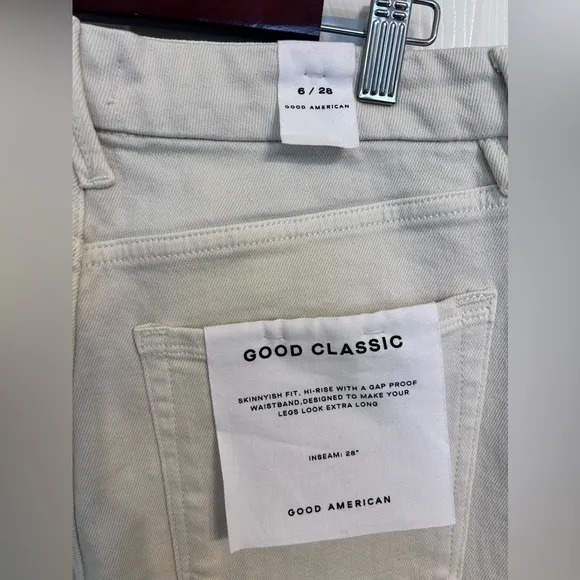 6 / 28
GOOD AMERICAN
GOOD CLASSIC
SKINNYISH FIT, HI-RISE WITH A GAP PROOF
WAISTBAND,DESIGNED TO MAKE YOUR
LEGS LOOK EXTRA LONG
INSEAM: 28"
GOOD AMERICAN